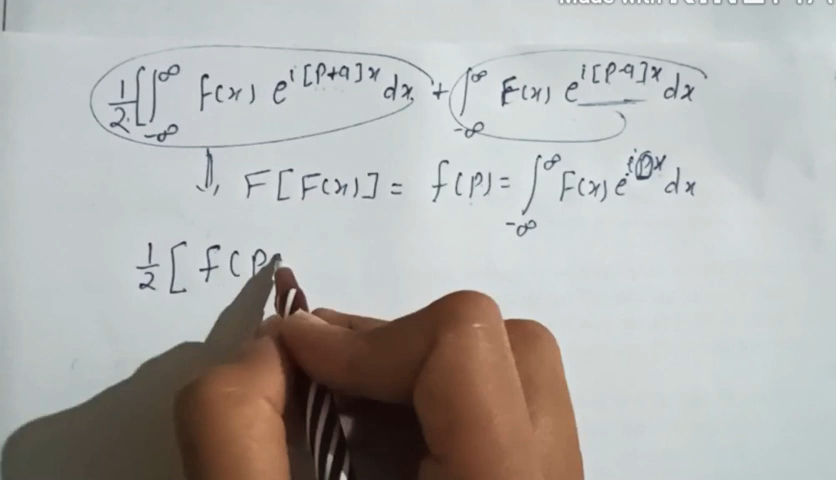 1/2 [∫_{-∞}^{∞} F(x) e^{i[P+a]x} dx + ∫_{-∞}^{∞} F(x) e^{i[P-a]x} dx
↓, F[F(x)] = f(P) = ∫_{-∞}^{∞} F(x) e^{iPx} dx
1/2 [ f(P